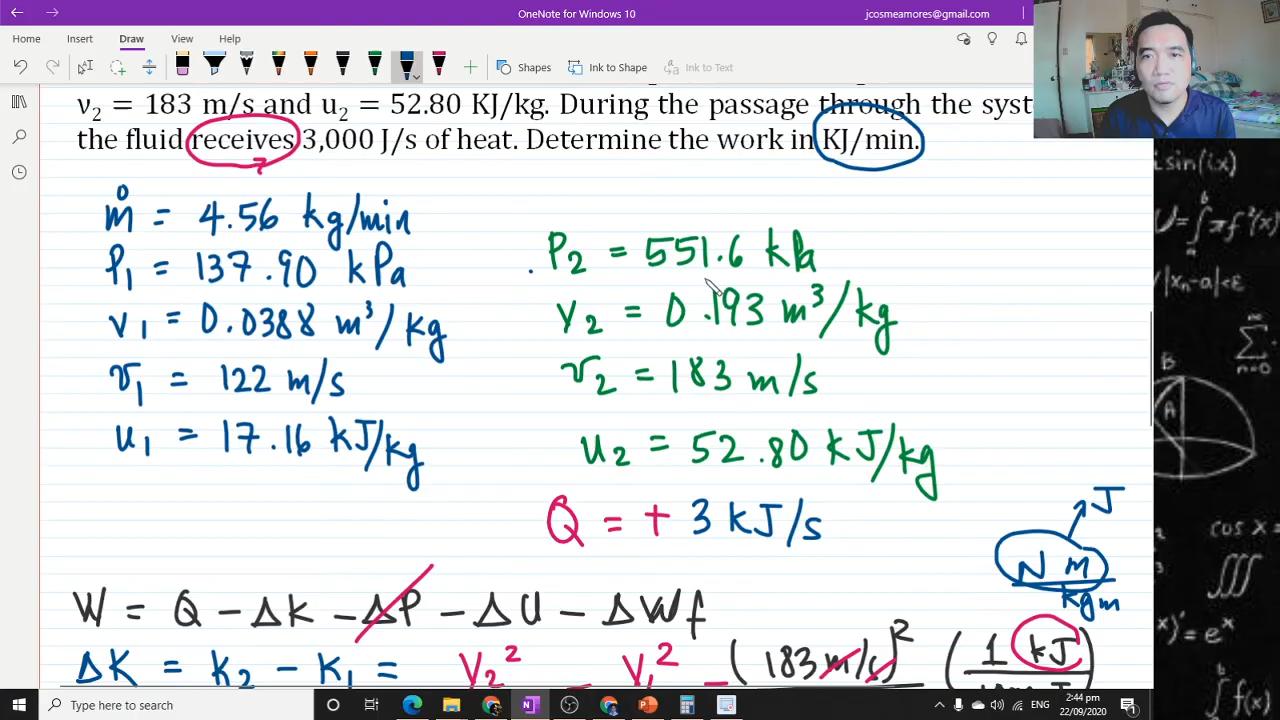 OneNote for Windows 10
jcosmeamores@gmail.com
Home Insert Draw View Help
Shapes Ink to Shape Ink to Text
v₂ = 183 m/s and u₂ = 52.80 KJ/kg. During the passage through the syst
the fluid receives 3,000 J/s of heat. Determine the work in KJ/min.
ṁ = 4.56 kg/min
P₁ = 137.90 kPa
v₁ = 0.0388 m³/kg
v₁ = 122 m/s
u₁ = 17.16 kJ/kg
P₂ = 551.6 kPa
v₂ = 0.193 m³/kg
v₂ = 183 m/s
u₂ = 52.80 kJ/kg
Q = + 3 kJ/s
J
N m
kgm
W = Q - ΔK - ΔP - ΔU - ΔWf
ΔK = K₂ - K₁ = V₂² - V₁² = (183 m/s)² (1 kJ)
Type here to search
ENG
2:44 pm
22/09/2020